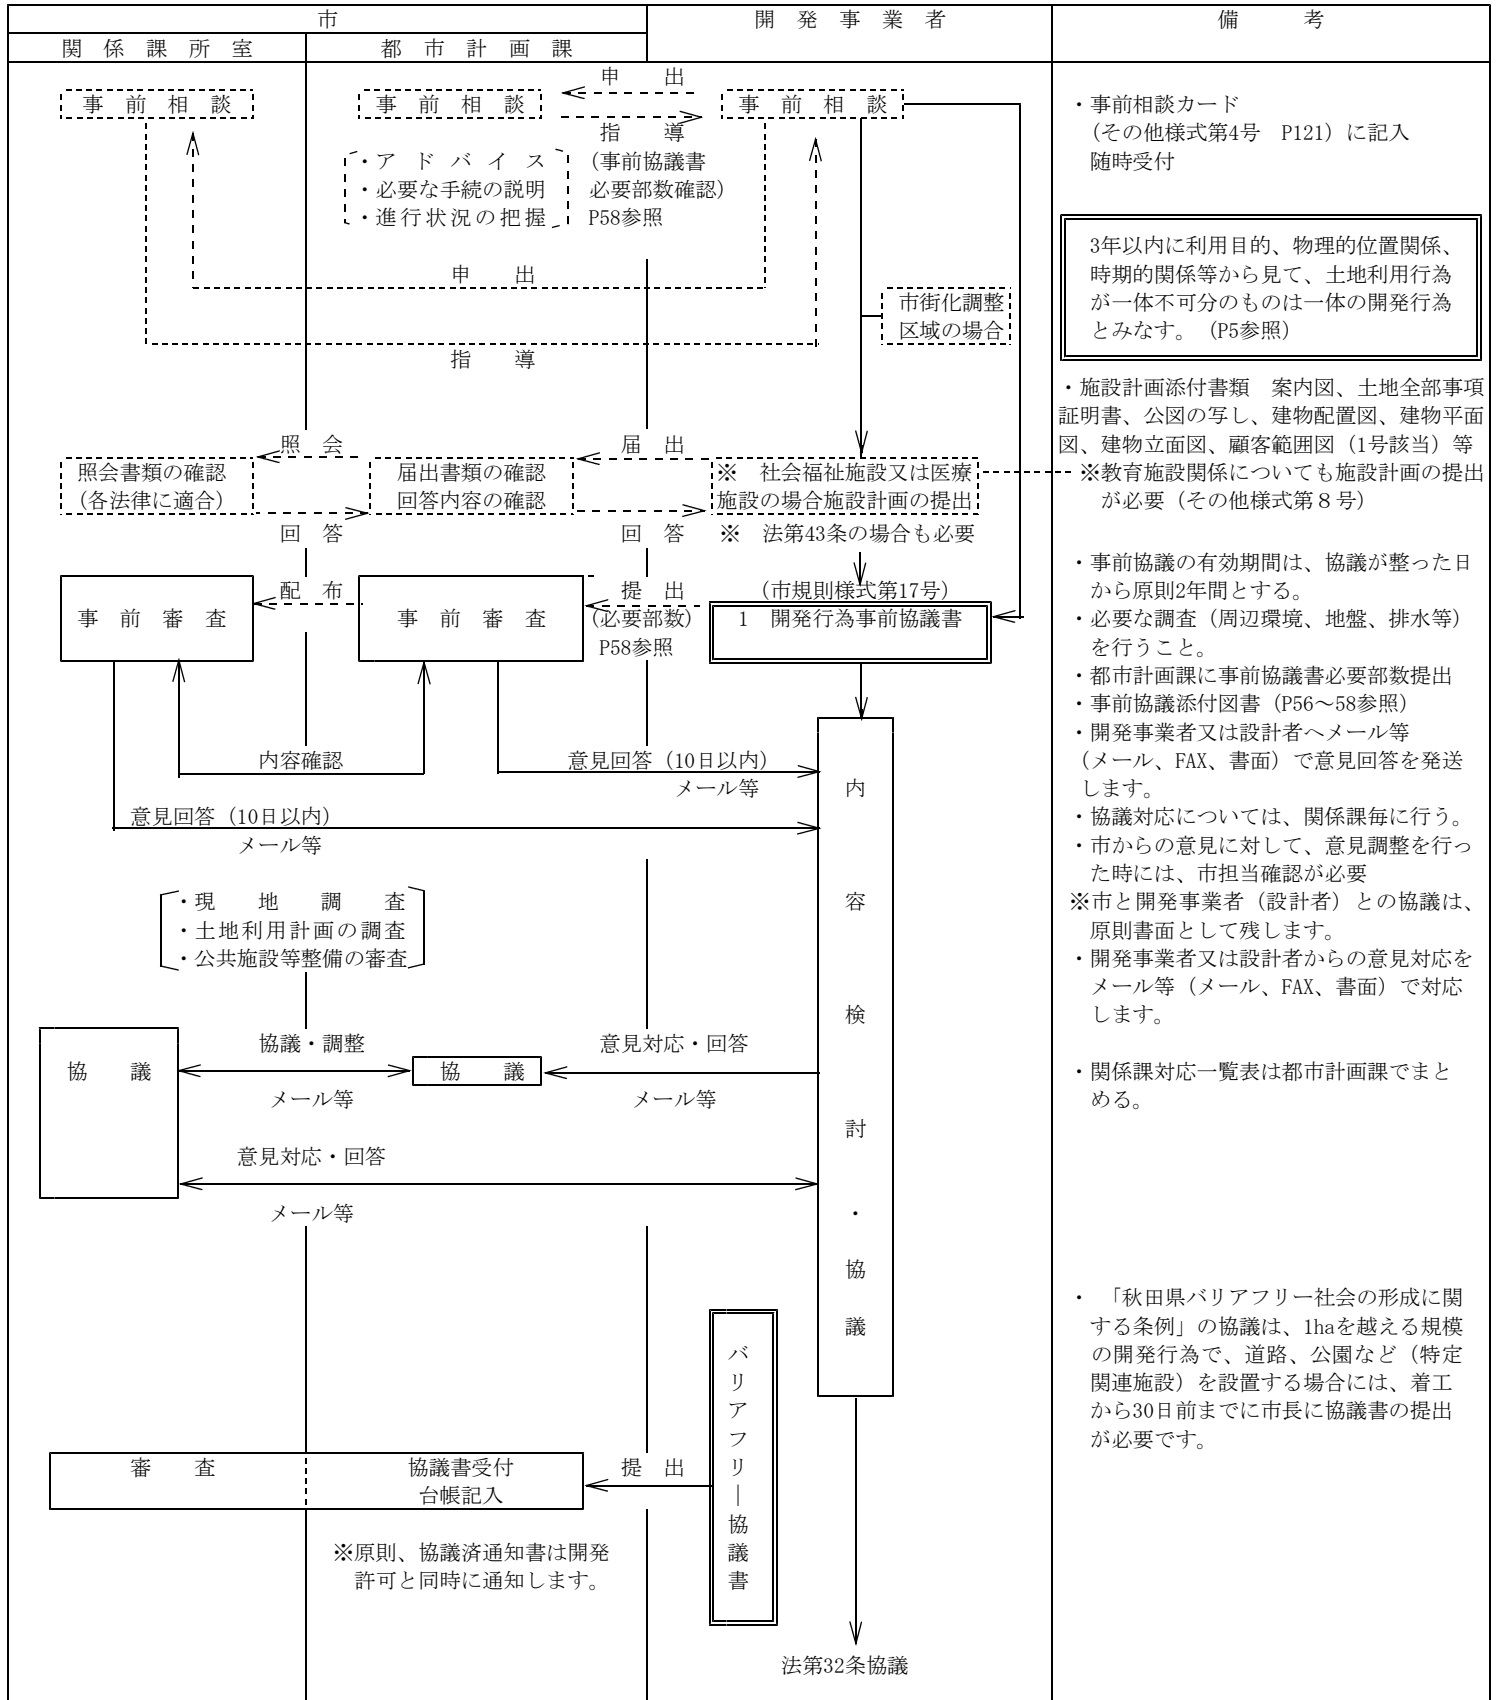 市
開　発　事　業　者
備　　　考
関　係　課　所　室
都　市　計　画　課
申　　出
事　前　相　談
事　前　相　談
事　前　相　談
指　　導
・ア　ド　バ　イ　ス
・必要な手続の説明
・進行状況の把握
(事前協議書
必要部数確認)
P58参照
申　　出
指　　導
市街化調整
区域の場合
照　会
届　出
照会書類の確認
(各法律に適合)
届出書類の確認
回答内容の確認
※　社会福祉施設又は医療
施設の場合施設計画の提出
回　答
回　答
※　法第43条の場合も必要
配　布
提　出
(必要部数)
P58参照
(市規則様式第17号)
事　前　審　査
事　前　審　査
1　開発行為事前協議書
内容確認
意見回答（10日以内）
メール等
意見回答（10日以内）
メール等
・現　地　調　査
・土地利用計画の調査
・公共施設等整備の審査
内容検討・協議
協　　議
協議・調整
メール等
協　　議
意見対応・回答
メール等
意見対応・回答
メール等
バリアフリー協議書
審　　査
協議書受付
台帳記入
提　出
※原則、協議済通知書は開発
許可と同時に通知します。
法第32条協議
・事前相談カード
(その他様式第4号　P121）に記入
随時受付
3年以内に利用目的、物理的位置関係、
時期的関係等から見て、土地利用行為
が一体不可分のものは一体の開発行為
とみなす。（P5参照）
・施設計画添付書類　案内図、土地全部事項
証明書、公図の写し、建物配置図、建物平面
図、建物立面図、顧客範囲図（1号該当）等
※教育施設関係についても施設計画の提出
が必要（その他様式第８号）
・事前協議の有効期間は、協議が整った日
から原則2年間とする。
・必要な調査（周辺環境、地盤、排水等）
を行うこと。
・都市計画課に事前協議書必要部数提出
・事前協議添付図書（P56～58参照）
・開発事業者又は設計者へメール等
（メール、FAX、書面）で意見回答を発送
します。
・協議対応については、関係課毎に行う。
・市からの意見に対して、意見調整を行っ
た時には、市担当確認が必要
※市と開発事業者（設計者）との協議は、
原則書面として残します。
・開発事業者又は設計者からの意見対応を
メール等（メール、FAX、書面）で対応
します。
・関係課対応一覧表は都市計画課でまと
める。
・「秋田県バリアフリー社会の形成に関
する条例」の協議は、1haを越える規模
の開発行為で、道路、公園など（特定
関連施設）を設置する場合には、着工
から30日前までに市長に協議書の提出
が必要です。